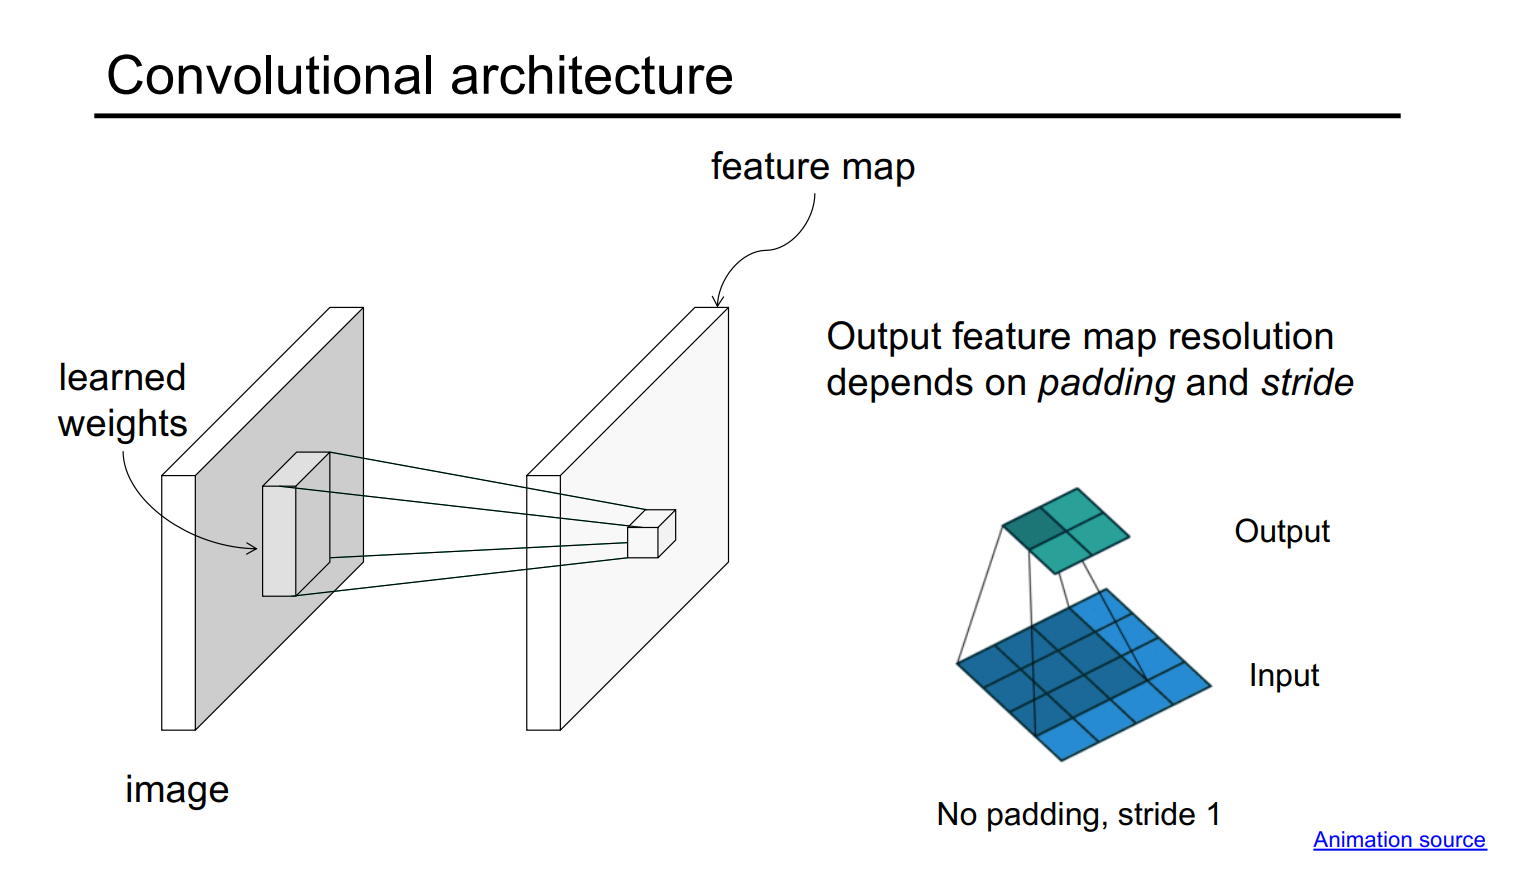 Convolutional architecture
feature map
learned
weights
image
Output feature map resolution
depends on padding and stride
Output
Input
No padding, stride 1
Animation source